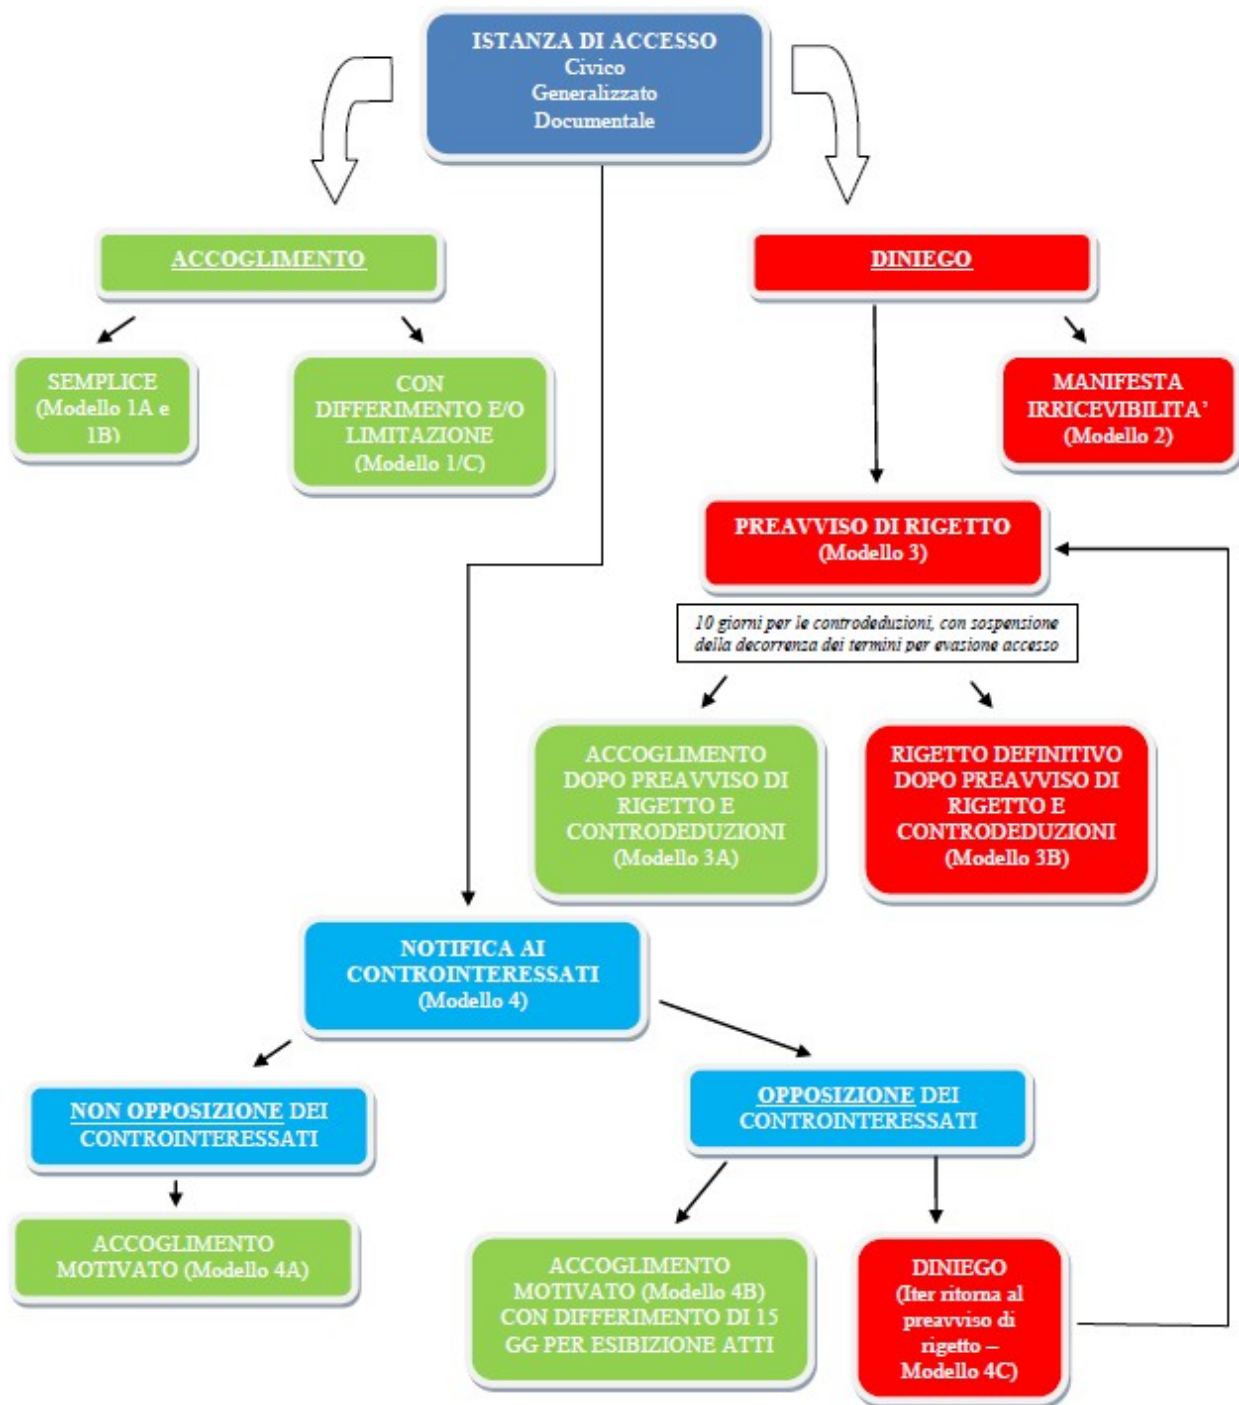 ISTANZA DI ACCESSO
Civico
Generalizzato
Documentale
ACCOGLIMENTO
DINIEGO
SEMPLICE
(Modello 1A e
1B)
CON
DIFFERIMENTO E/O
LIMITAZIONE
(Modello 1/C)
MANIFESTA
IRRICEVIBILITA’
(Modello 2)
PREAVVISO DI RIGETTO
(Modello 3)
10 giorni per le controdeduzioni, con sospensione
della decorrenza dei termini per evasione accesso
ACCOGLIMENTO
DOPO PREAVVISO DI
RIGETTO E
CONTRODEDUZIONI
(Modello 3A)
RIGETTO DEFINITIVO
DOPO PREAVVISO DI
RIGETTO E
CONTRODEDUZIONI
(Modello 3B)
NOTIFICA AI
CONTROINTERESSATI
(Modello 4)
NON OPPOSIZIONE DEI
CONTROINTERESSATI
OPPOSIZIONE DEI
CONTROINTERESSATI
ACCOGLIMENTO
MOTIVATO (Modello 4A)
ACCOGLIMENTO
MOTIVATO (Modello 4B)
CON DIFFERIMENTO DI 15
GG PER ESIBIZIONE ATTI
DINIEGO
(Iter ritorna al
preavviso di
rigetto –
Modello 4C)